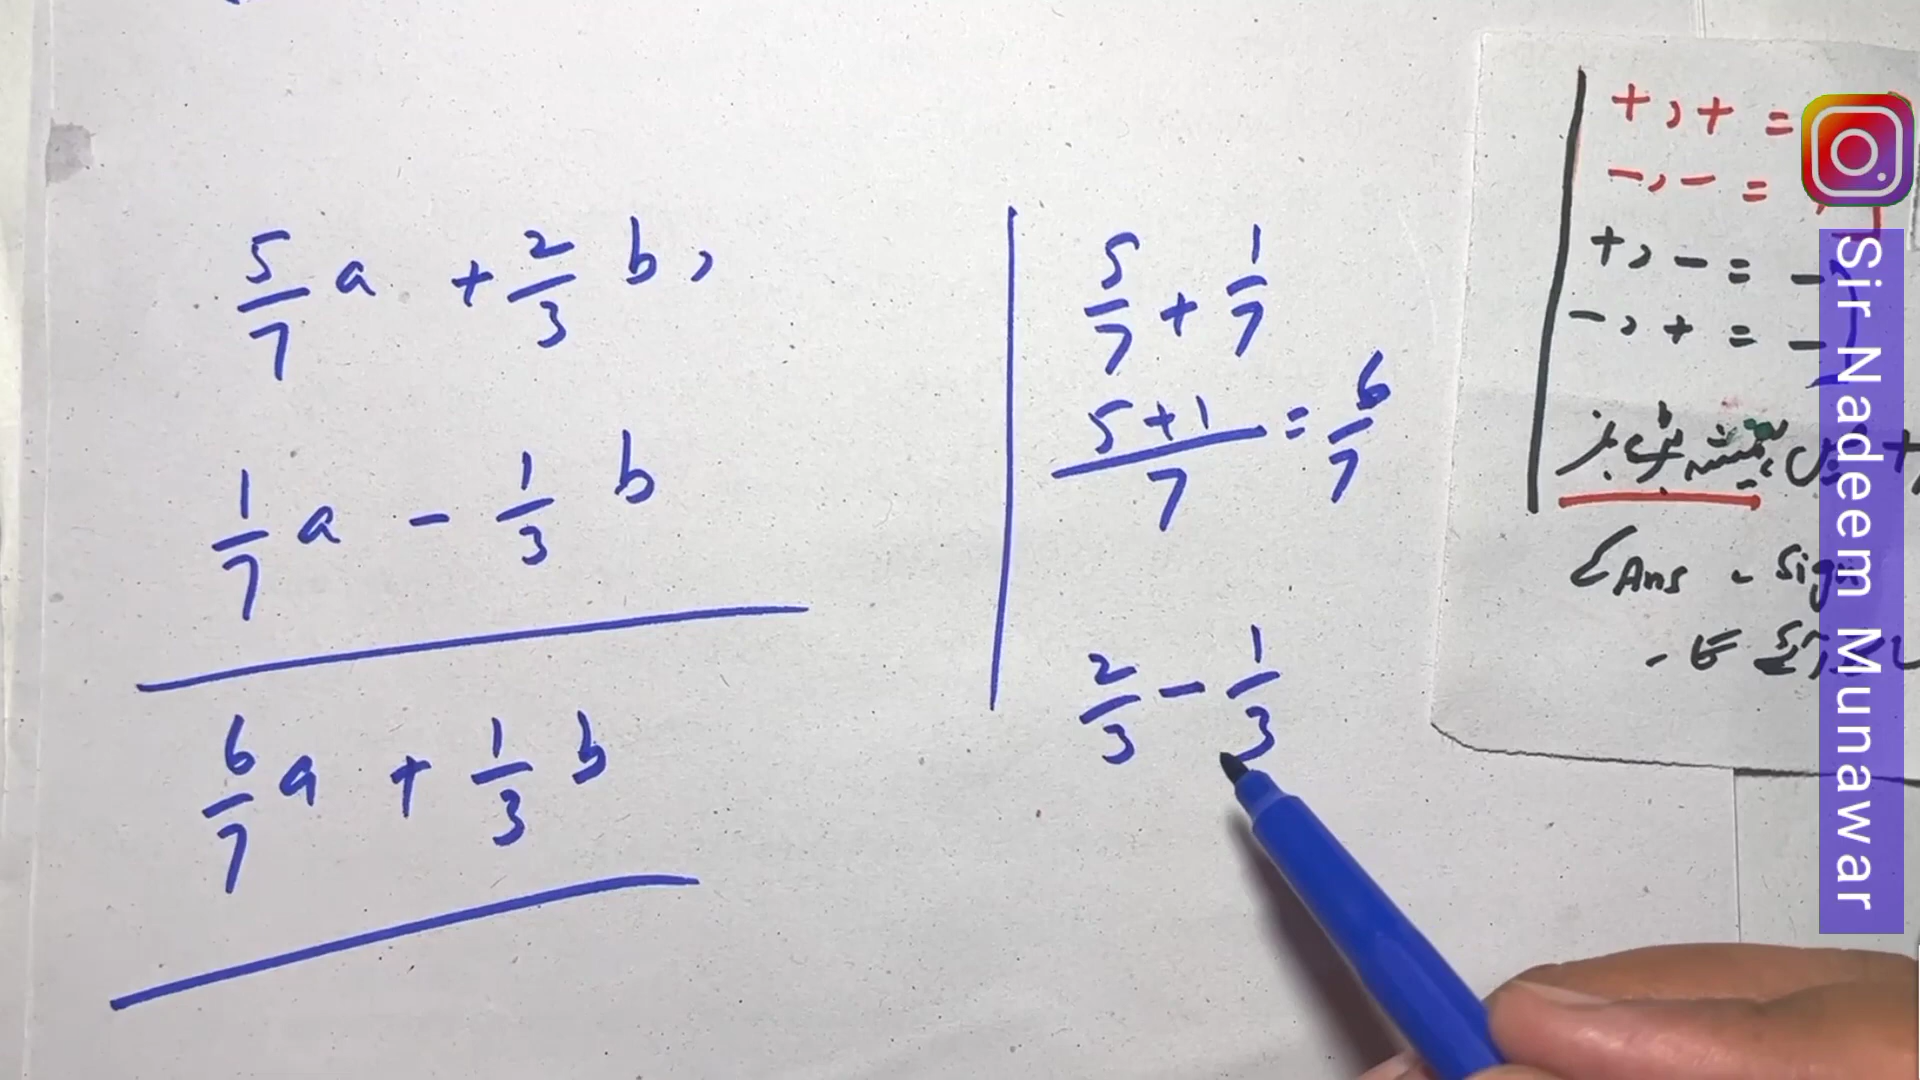 5/7 a + 2/3 b,
1/7 a - 1/3 b
6/7 a + 1/3 b
5/7 + 1/7
5+1/7 = 6/7
2/3 - 1/3
+,+ =
-,- =
+,- = -
-,+ = -
Ans - Sign
Sir Nadeem Munawar